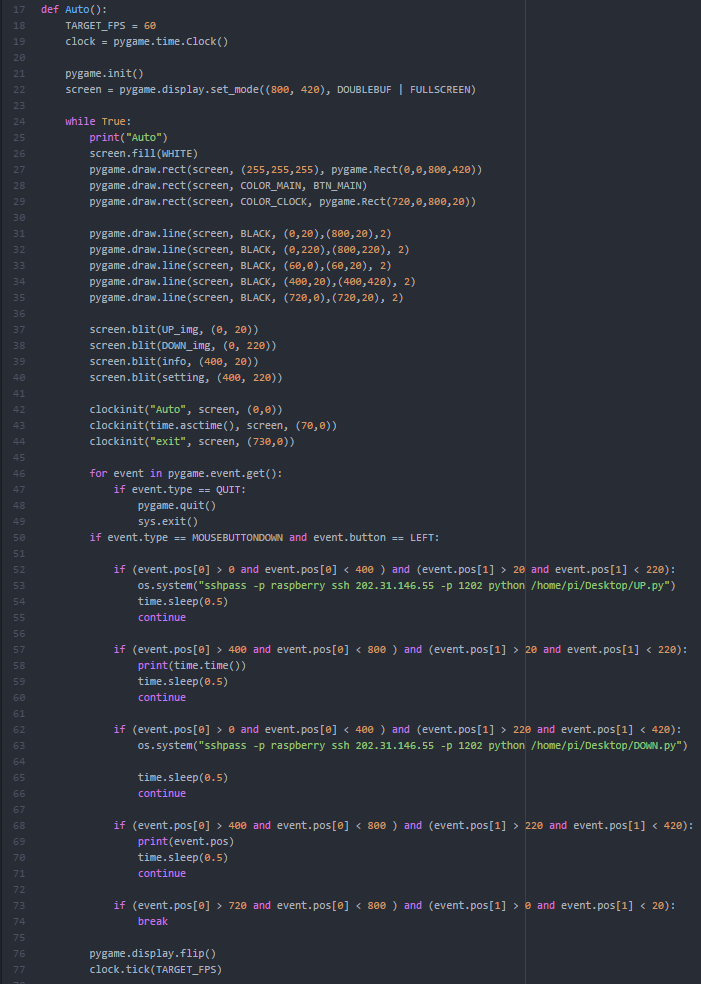 17 def Auto():
18     TARGET_FPS = 60
19     clock = pygame.time.Clock()
20
21     pygame.init()
22     screen = pygame.display.set_mode((800, 420), DOUBLEBUF | FULLSCREEN)
23
24     while True:
25         print("Auto")
26         screen.fill(WHITE)
27         pygame.draw.rect(screen, (255,255,255), pygame.Rect(0,0,800,420))
28         pygame.draw.rect(screen, COLOR_MAIN, BTN_MAIN)
29         pygame.draw.rect(screen, COLOR_CLOCK, pygame.Rect(720,0,800,20))
30
31         pygame.draw.line(screen, BLACK, (0,20),(800,20),2)
32         pygame.draw.line(screen, BLACK, (0,220),(800,220), 2)
33         pygame.draw.line(screen, BLACK, (60,0),(60,20), 2)
34         pygame.draw.line(screen, BLACK, (400,20),(400,420), 2)
35         pygame.draw.line(screen, BLACK, (720,0),(720,20), 2)
36
37         screen.blit(UP_img, (0, 20))
38         screen.blit(DOWN_img, (0, 220))
39         screen.blit(info, (400, 20))
40         screen.blit(setting, (400, 220))
41
42         clockinit("Auto", screen, (0,0))
43         clockinit(time.asctime(), screen, (70,0))
44         clockinit("exit", screen, (730,0))
45
46         for event in pygame.event.get():
47             if event.type == QUIT:
48                 pygame.quit()
49                 sys.exit()
50         if event.type == MOUSEBUTTONDOWN and event.button == LEFT:
51
52             if (event.pos[0] > 0 and event.pos[0] < 400 ) and (event.pos[1] > 20 and event.pos[1] < 220):
53                 os.system("sshpass -p raspberry ssh 202.31.146.55 -p 1202 python /home/pi/Desktop/UP.py")
54                 time.sleep(0.5)
55                 continue
56
57             if (event.pos[0] > 400 and event.pos[0] < 800 ) and (event.pos[1] > 20 and event.pos[1] < 220):
58                 print(time.time())
59                 time.sleep(0.5)
60                 continue
61
62             if (event.pos[0] > 0 and event.pos[0] < 400 ) and (event.pos[1] > 220 and event.pos[1] < 420):
63                 os.system("sshpass -p raspberry ssh 202.31.146.55 -p 1202 python /home/pi/Desktop/DOWN.py")
64
65                 time.sleep(0.5)
66                 continue
67
68             if (event.pos[0] > 400 and event.pos[0] < 800 ) and (event.pos[1] > 220 and event.pos[1] < 420):
69                 print(event.pos)
70                 time.sleep(0.5)
71                 continue
72
73             if (event.pos[0] > 720 and event.pos[0] < 800 ) and (event.pos[1] > 0 and event.pos[1] < 20):
74                 break
75
76         pygame.display.flip()
77         clock.tick(TARGET_FPS)